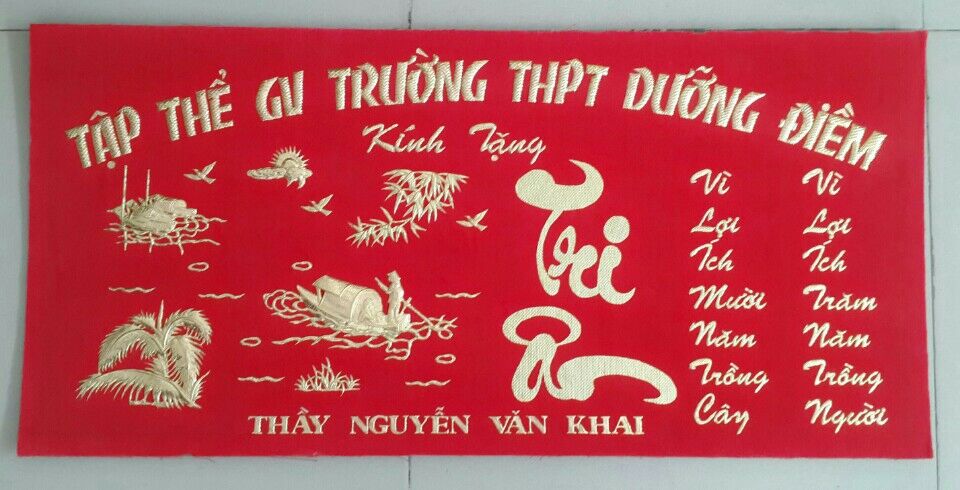 TẬP THỂ GV TRƯỜNG THPT DƯỠNG ĐiỀM
Kính Tặng
Tri
Ân
Vì
Lợi
Ích
Mười
Năm
Trồng
Cây
Vì
Lợi
Ích
Trăm
Năm
Trồng
Người
THẦY NGUYỄN VĂN KHAI